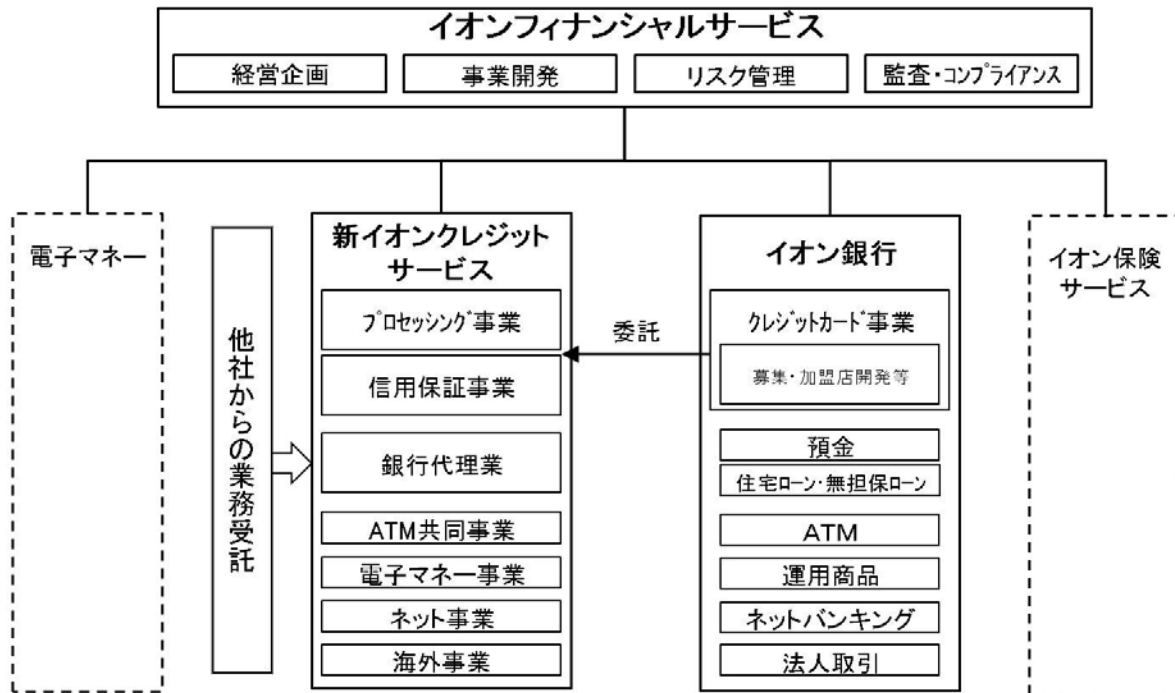 イオンフィナンシャルサービス
経営企画
事業開発
リスク管理
監査・コンプライアンス
電子マネー
他社からの業務受託
新イオンクレジット
サービス
プロセッシング事業
信用保証事業
銀行代理業
ATM共同事業
電子マネー事業
ネット事業
海外事業
委託
イオン銀行
クレジットカード事業
募集・加盟店開発等
預金
住宅ローン・無担保ローン
ATM
運用商品
ネットバンキング
法人取引
イオン保険
サービス